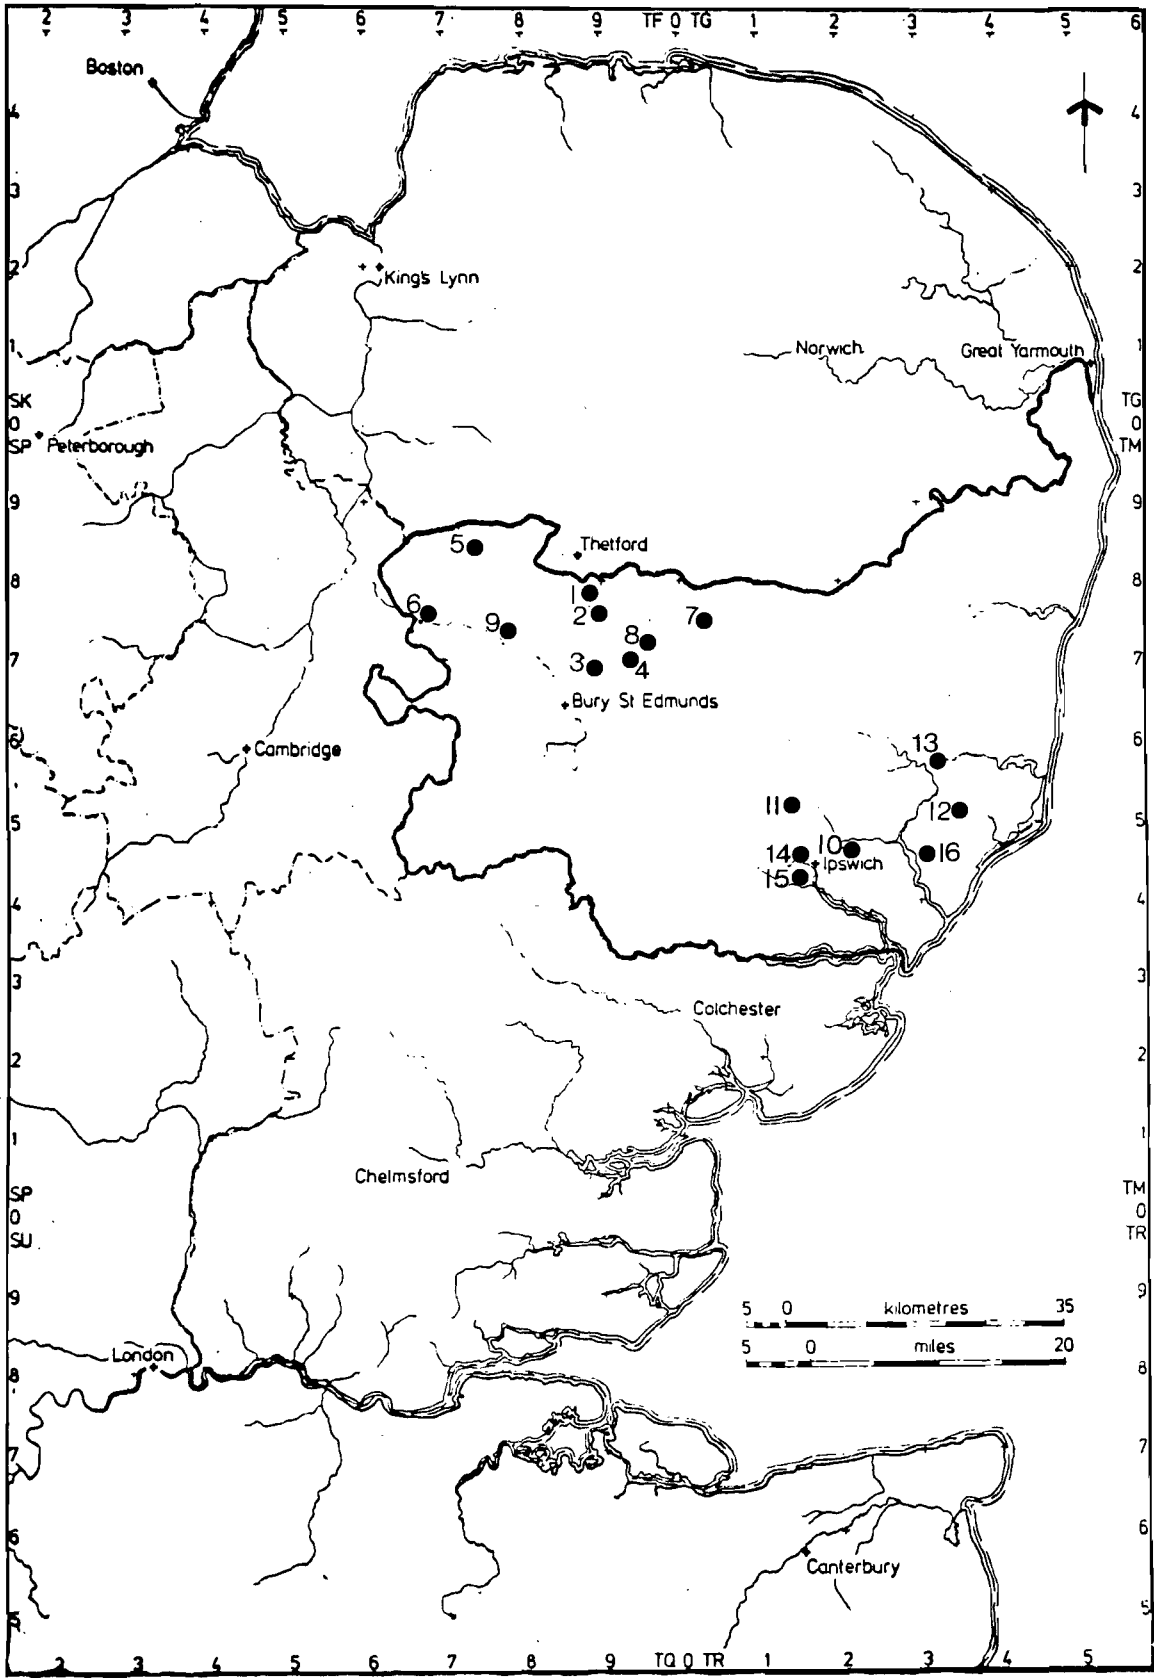 2 3 4 5 6 7 8 9 TF 0 TG 1 2 3 4 5 6
Boston
4 4
3 3
2 2
King's Lynn
1 1
Norwich Great Yarmouth
SK TG
0 0
SP TM
Peterborough
9 9
5 Thetford
8 8
1
6 2 7
9 8
7 3 4 7
Bury St Edmunds
6 13 6
Cambridge
5 11 12 5
14 10 16
Ipswich
15
4 4
3 3
Colchester
2 2
1 1
Chelmsford
SP TM
0 0
SU TR
9 9
5 0 kilometres 35
5 0 miles 20
London
8 8
7 7
6 6
Canterbury
5 5
2 3 4 5 6 7 8 9 TQ 0 TR 1 2 3 4 5